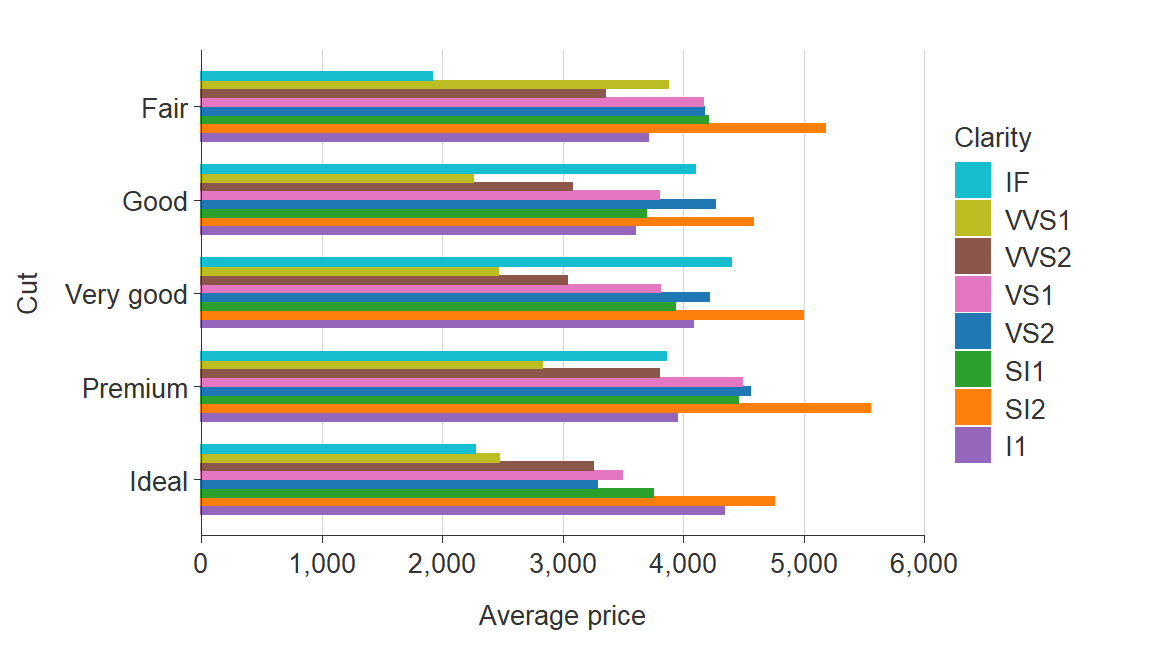 Fair
Good
Very good
Premium
Ideal
Cut
0 1,000 2,000 3,000 4,000 5,000 6,000
Average price
Clarity
IF
VVS1
VVS2
VS1
VS2
SI1
SI2
I1